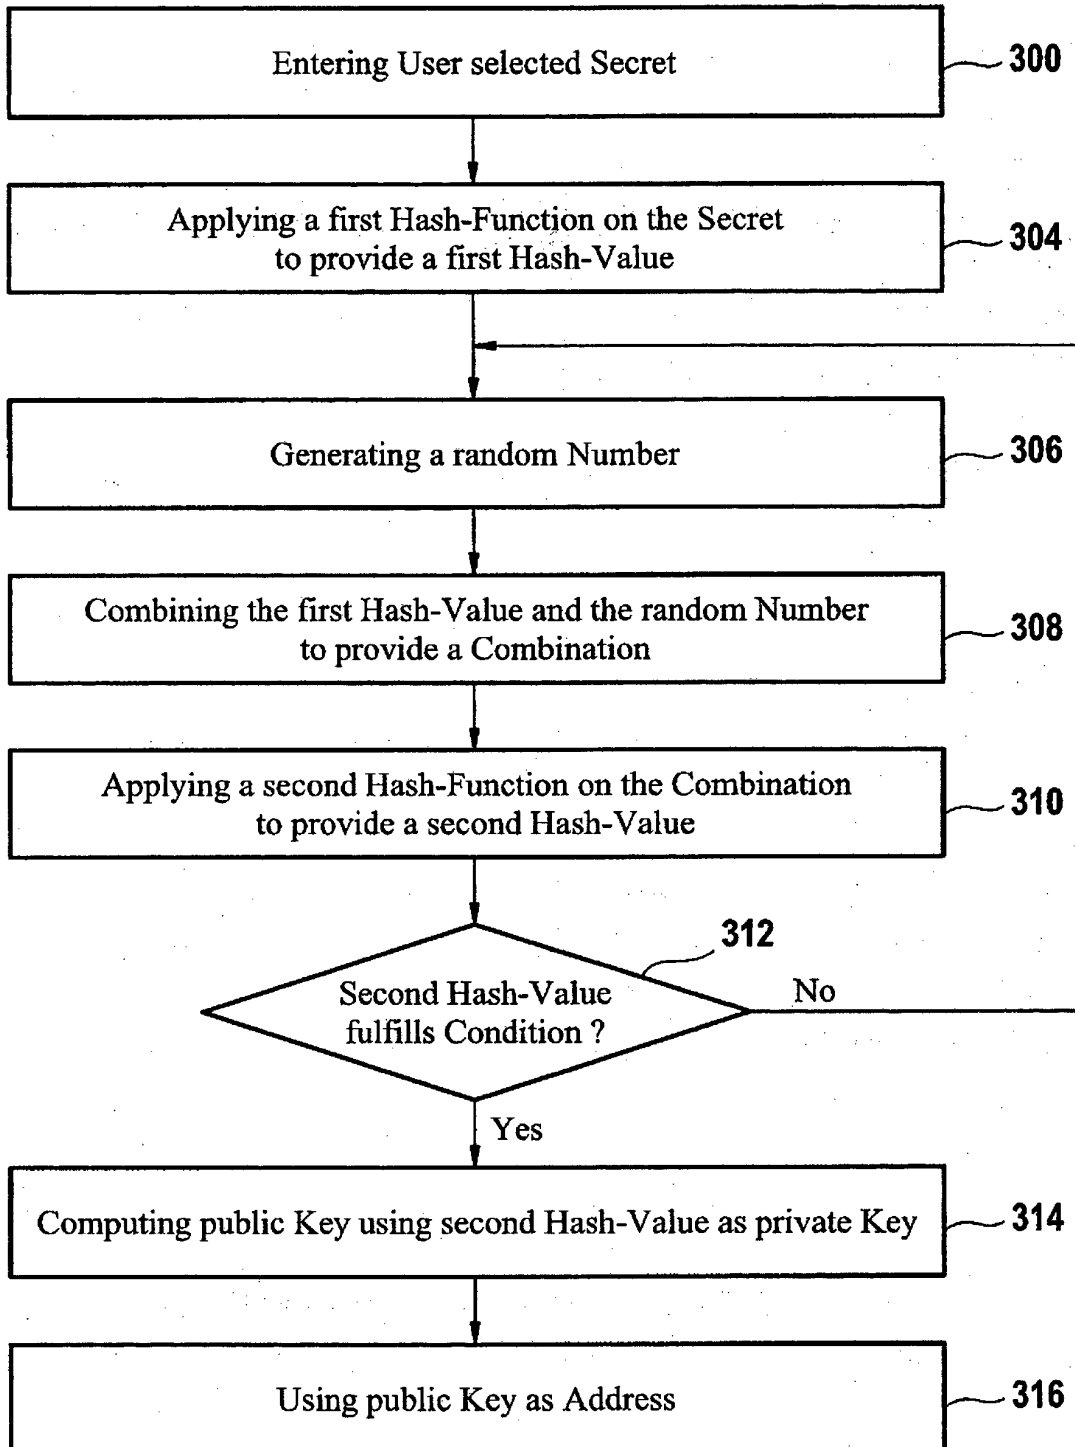 Entering User selected Secret
300
Applying a first Hash-Function on the Secret
to provide a first Hash-Value
304
Generating a random Number
306
Combining the first Hash-Value and the random Number
to provide a Combination
308
Applying a second Hash-Function on the Combination
to provide a second Hash-Value
310
312
Second Hash-Value
fulfills Condition ?
No
Yes
Computing public Key using second Hash-Value as private Key
314
Using public Key as Address
316